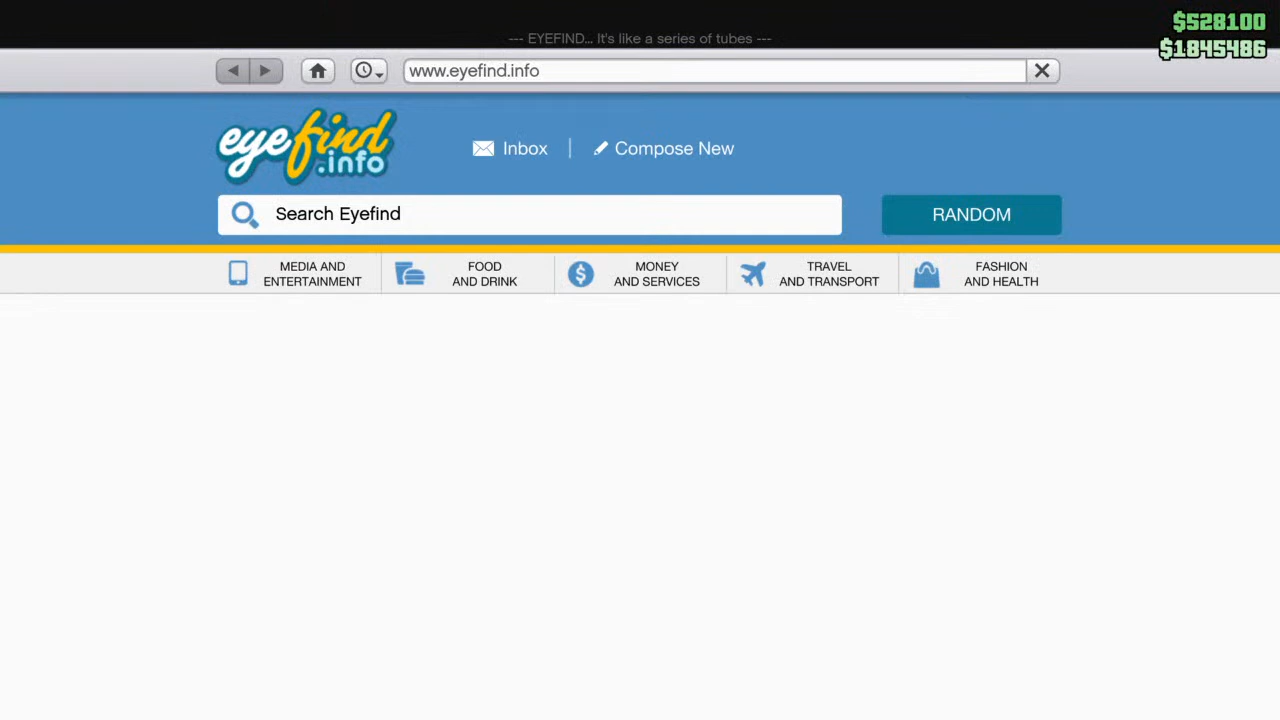 $528100
--- EYEFIND... It's like a series of tubes ---
$1845486
www.eyefind.info
eyefind
.info
Inbox
Compose New
Search Eyefind
RANDOM
MEDIA AND
ENTERTAINMENT
FOOD
AND DRINK
MONEY
AND SERVICES
TRAVEL
AND TRANSPORT
FASHION
AND HEALTH